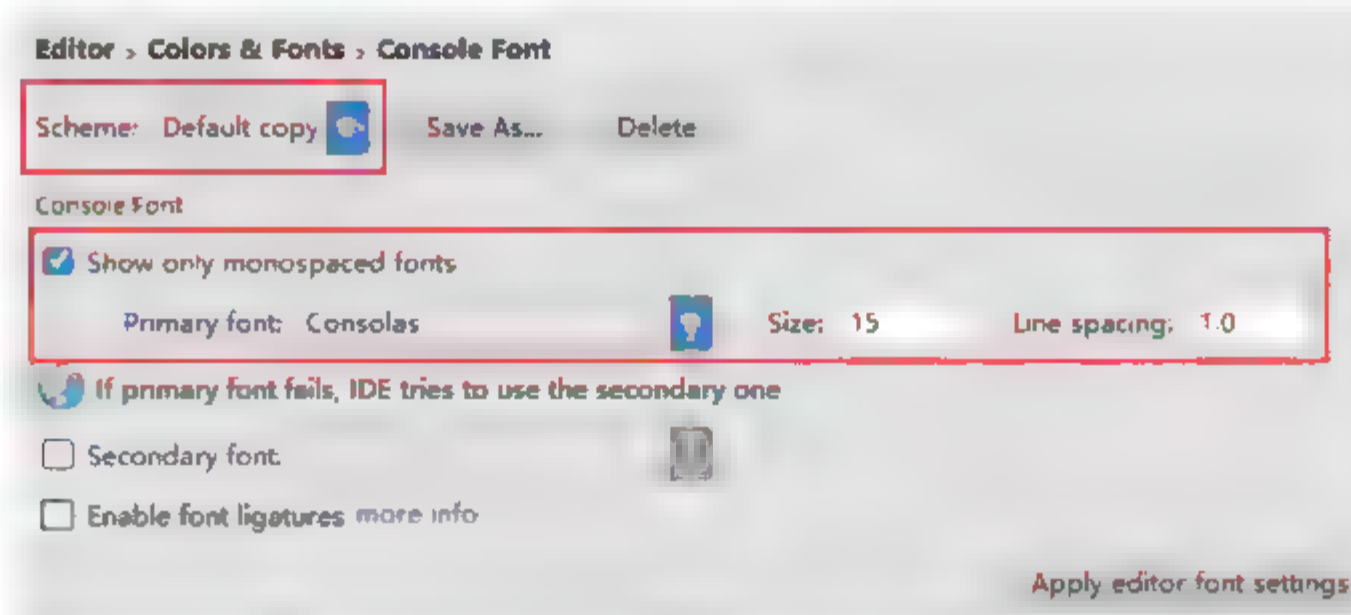 Editor › Colors & Fonts › Console Font
Scheme: Default copy Save As... Delete
Console Font
Show only monospaced fonts
Primary font: Consolas Size: 15 Line spacing: 1.0
If primary font fails, IDE tries to use the secondary one
Secondary font:
Enable font ligatures more info
Apply editor font settings